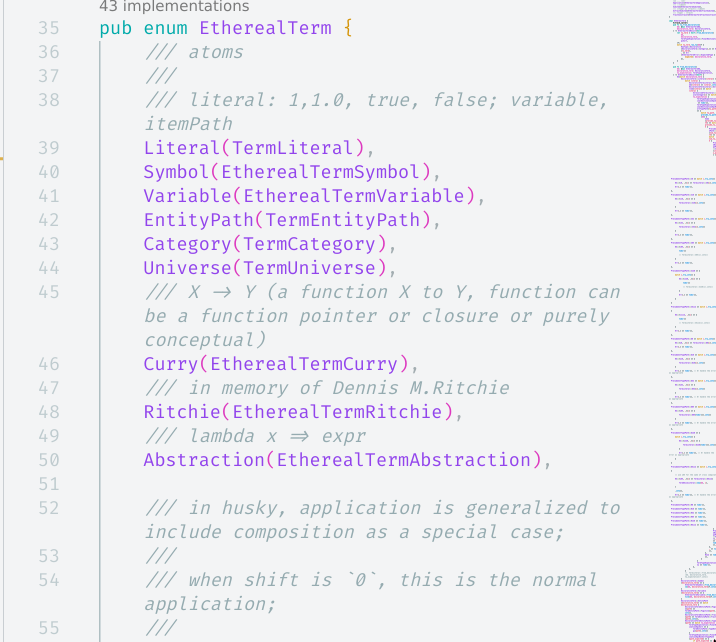 43 implementations
35 pub enum EtherealTerm {
36 /// atoms
37 ///
38 /// literal: 1,1.0, true, false; variable,
itemPath
39 Literal(TermLiteral),
40 Symbol(EtherealTermSymbol),
41 Variable(EtherealTermVariable),
42 EntityPath(TermEntityPath),
43 Category(TermCategory),
44 Universe(TermUniverse),
45 /// X -> Y (a function X to Y, function can
be a function pointer or closure or purely
conceptual)
46 Curry(EtherealTermCurry),
47 /// in memory of Dennis M.Ritchie
48 Ritchie(EtherealTermRitchie),
49 /// lambda x => expr
50 Abstraction(EtherealTermAbstraction),
51
52 /// in husky, application is generalized to
include composition as a special case;
53 ///
54 /// when shift is `0`, this is the normal
application;
55 ///